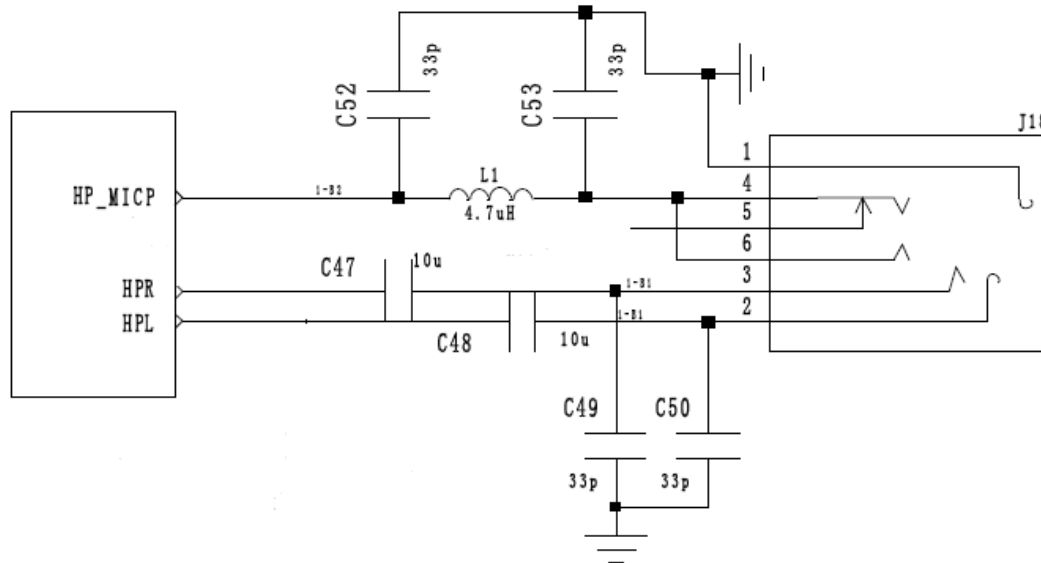 33p
33p
C52
C53
J18
1
L1
4
HP_MICP
1-B2
4.7uH
5
6
C47
10u
3
HPR
1-B1
2
HPL
1-B1
C48
10u
C49
C50
33p
33p